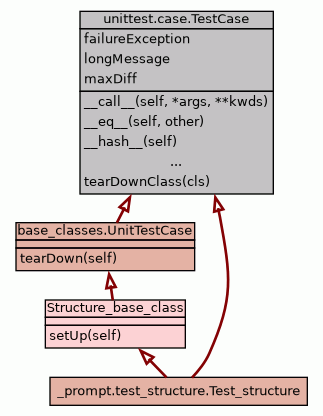 unittest.case.TestCase
failureException
longMessage
maxDiff
__call__(self, *args, **kwds)
__eq__(self, other)
__hash__(self)
...
tearDownClass(cls)
base_classes.UnitTestCase
tearDown(self)
Structure_base_class
setUp(self)
_prompt.test_structure.Test_structure